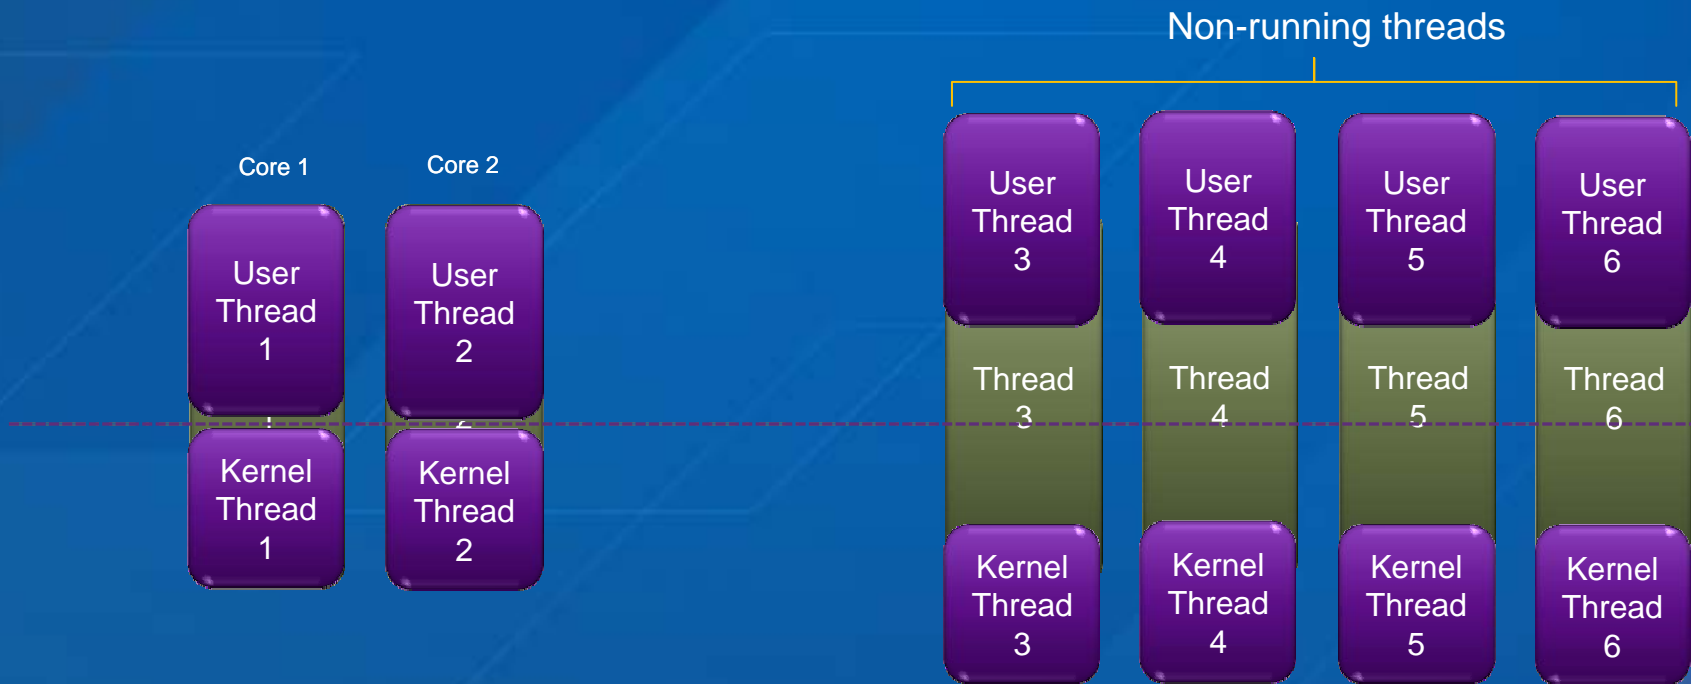 Non-running threads
Core 1
Core 2
User
Thread
1
User
Thread
2
Kernel
Thread
1
Kernel
Thread
2
User
Thread
3
User
Thread
4
User
Thread
5
User
Thread
6
Thread
3
Thread
4
Thread
5
Thread
6
Kernel
Thread
3
Kernel
Thread
4
Kernel
Thread
5
Kernel
Thread
6